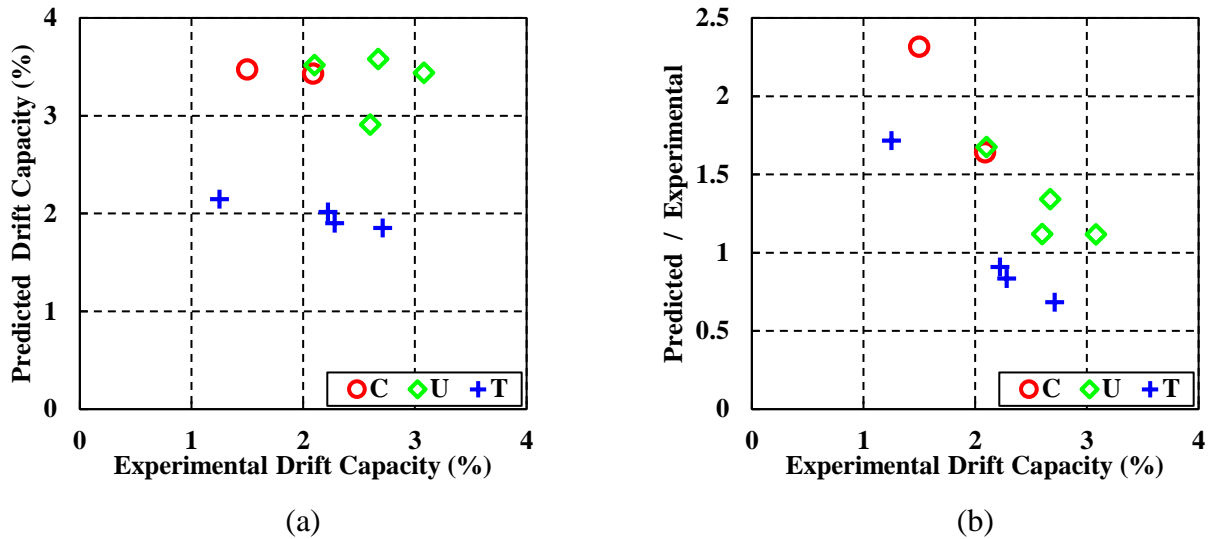 Predicted Drift Capacity (%)
4
3
2
1
0
C U T
0 1 2 3 4
Experimental Drift Capacity (%)
(a)
Predicted / Experimental
2.5
2
1.5
1
0.5
0
C U T
0 1 2 3 4
Experimental Drift Capacity (%)
(b)